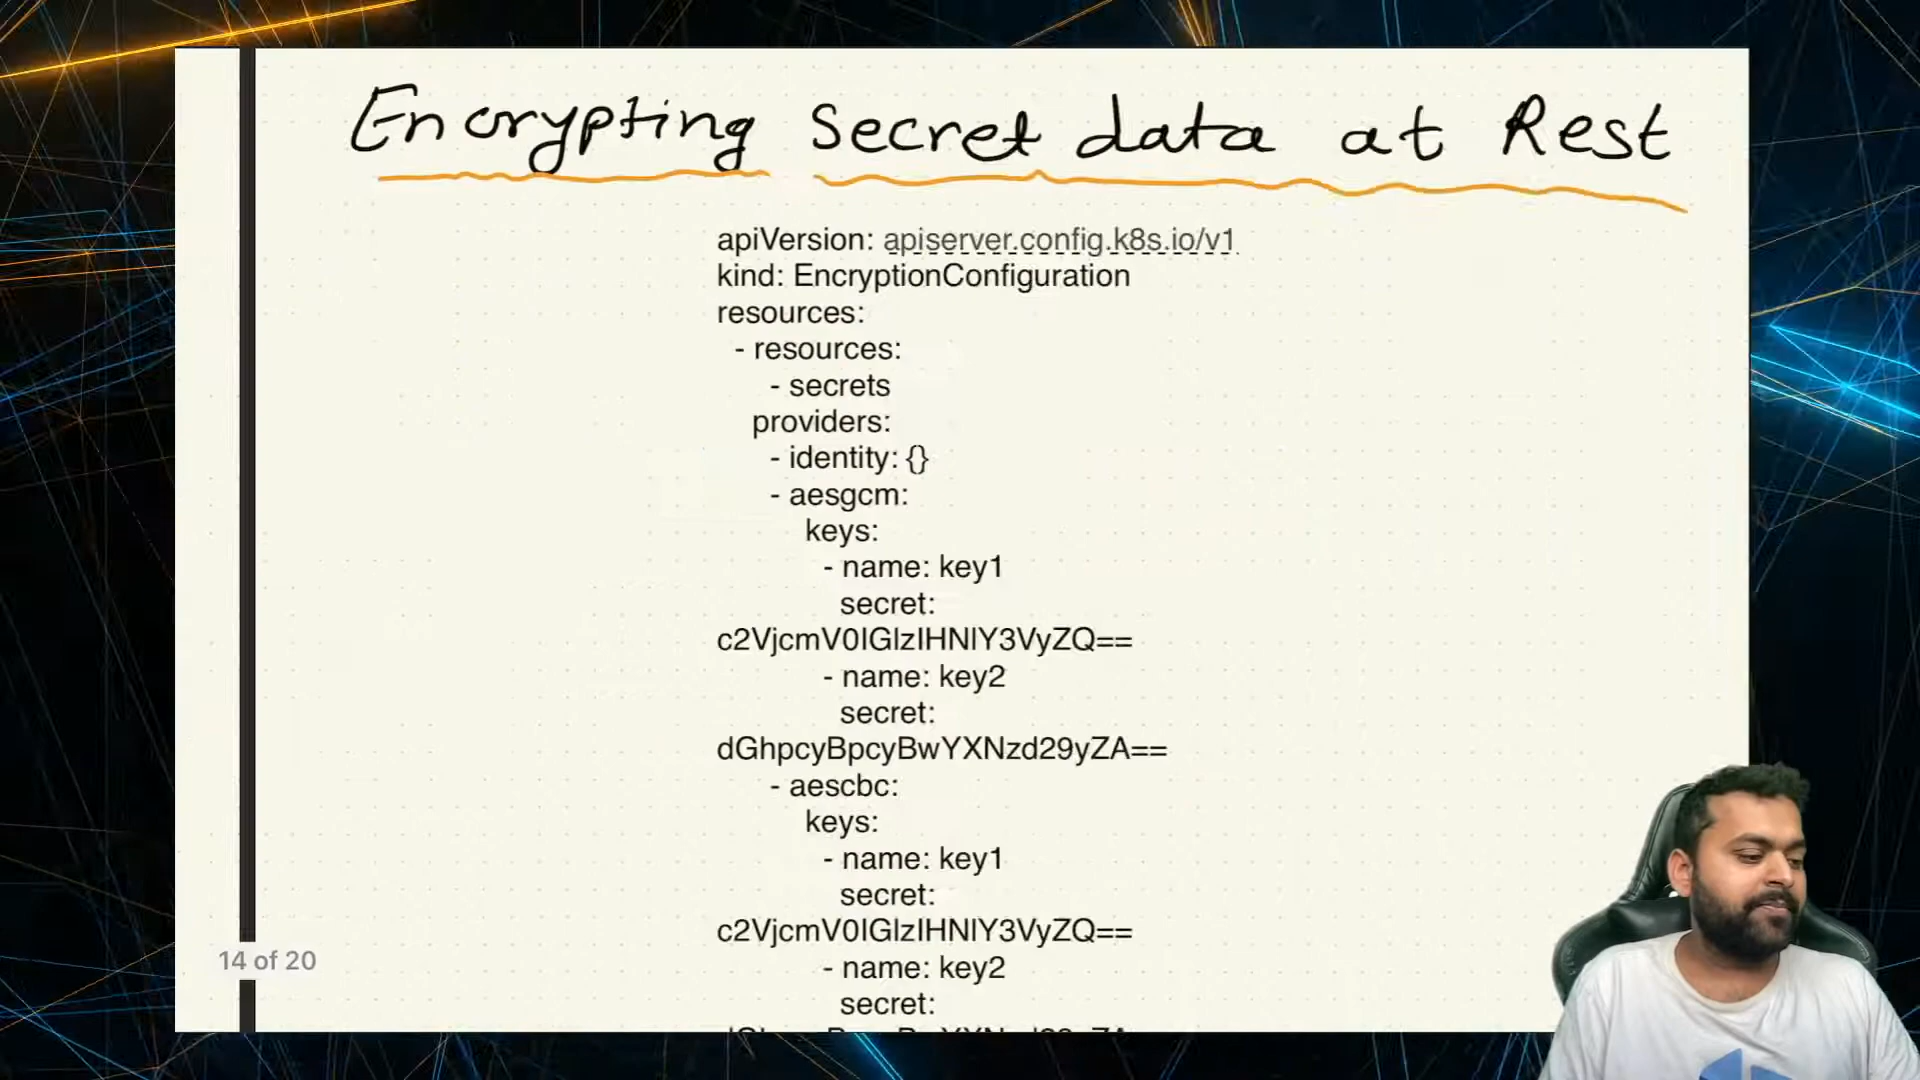 Encrypting Secret data at Rest
apiVersion: apiserver.config.k8s.io/v1
kind: EncryptionConfiguration
resources:
- resources:
- secrets
providers:
- identity: {}
- aesgcm:
keys:
- name: key1
secret:
c2VjcmV0IGlzIHNlY3VyZQ==
- name: key2
secret:
dGhpcyBpcyBwYXNzd29yZA==
- aescbc:
keys:
- name: key1
secret:
c2VjcmV0IGlzIHNlY3VyZQ==
- name: key2
secret:
14 of 20